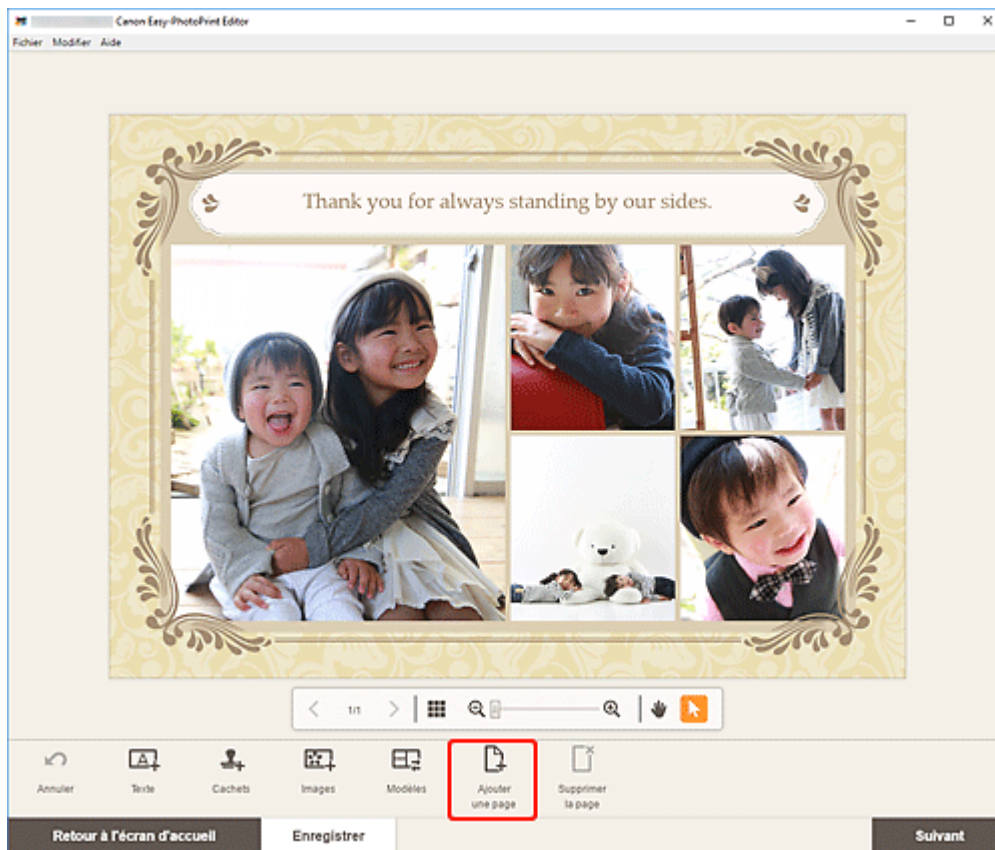 Canon Easy-PhotoPrint Editor
Fichier Modifier Aide
Thank you for always standing by our sides.
1/1
Annuler
Texte
Cachets
Images
Modèles
Ajouter
une page
Supprimer
la page
Retour à l'écran d'accueil
Enregistrer
Suivant